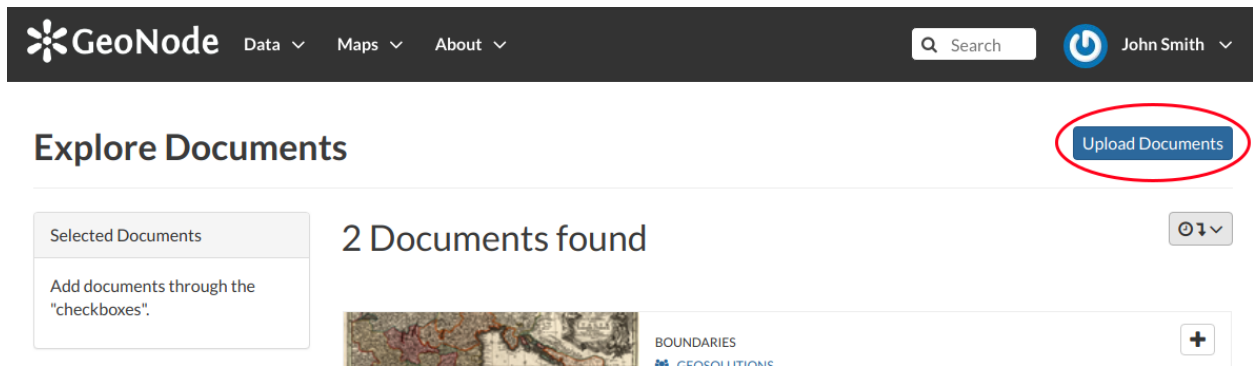 GeoNode Data Maps About Search John Smith
Explore Documents
Upload Documents
Selected Documents
2 Documents found
Add documents through the
"checkboxes".
BOUNDARIES
GEOSOLUTIONS